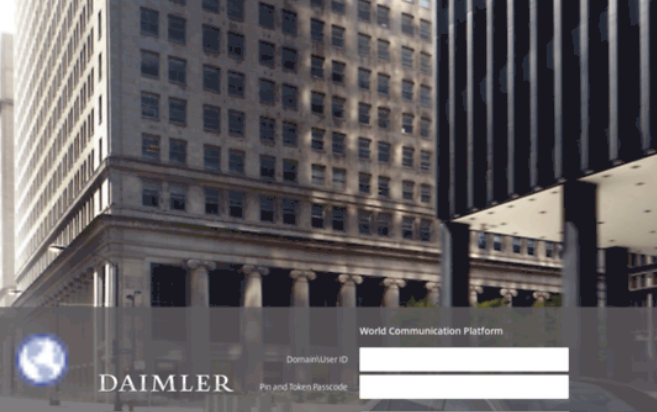 World Communication Platform
Domain\User ID
DAIMLER
Pin and Token Passcode